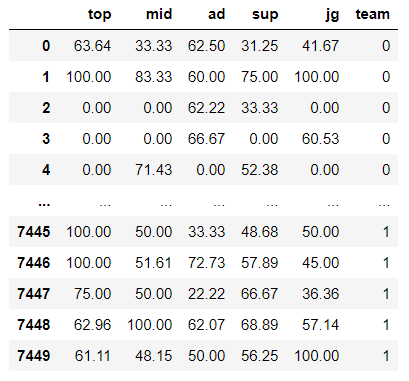 top mid ad sup jg team
0 63.64 33.33 62.50 31.25 41.67 0
1 100.00 83.33 60.00 75.00 100.00 0
2 0.00 0.00 62.22 33.33 0.00 0
3 0.00 0.00 66.67 0.00 60.53 0
4 0.00 71.43 0.00 52.38 0.00 0
... ... ... ... ... ... ...
7445 100.00 50.00 33.33 48.68 50.00 1
7446 100.00 51.61 72.73 57.89 45.00 1
7447 75.00 50.00 22.22 66.67 36.36 1
7448 62.96 100.00 62.07 68.89 57.14 1
7449 61.11 48.15 50.00 56.25 100.00 1